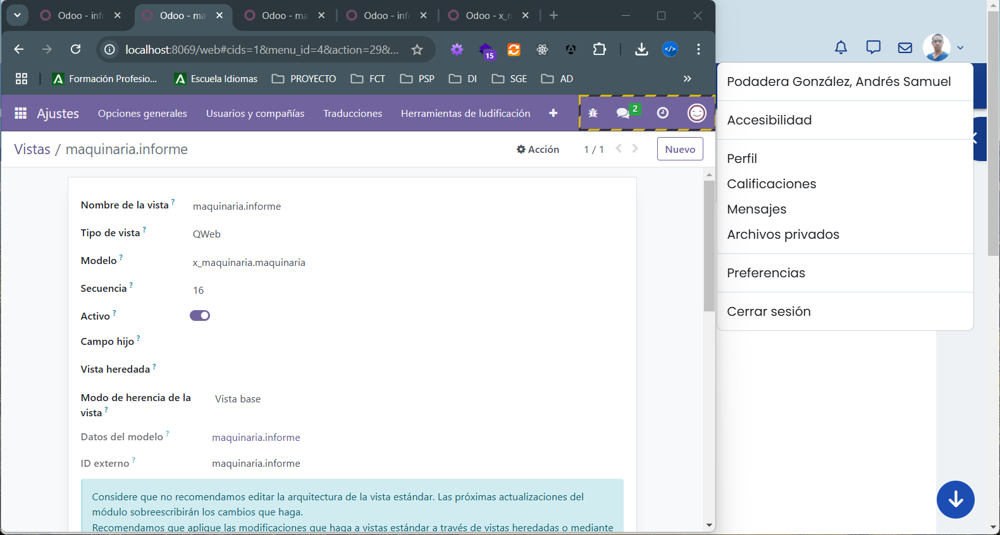 Odoo - inf
Odoo - ma
Odoo - ma
Odoo - inf
Odoo - x_m
localhost:8069/web#cids=1&menu_id=4&action=29&...
15
</>
Formación Profesio...
Escuela Idiomas
PROYECTO
FCT
PSP
DI
SGE
AD
»
Ajustes
Opciones generales
Usuarios y compañías
Traducciones
Herramientas de ludificación
2
Vistas / maquinaria.informe
Acción
1 / 1
Nuevo
Nombre de la vista ? maquinaria.informe
Tipo de vista ? QWeb
Modelo ? x_maquinaria.maquinaria
Secuencia ? 16
Activo ?
Campo hijo ?
Vista heredada ?
Modo de herencia de la
vista ?
Vista base
Datos del modelo ? maquinaria.informe
ID externo ? maquinaria.informe
Considere que no recomendamos editar la arquitectura de la vista estándar. Las próximas actualizaciones del
módulo sobreescribirán los cambios que haga.
Recomendamos que aplique las modificaciones que haga a vistas estándar a través de vistas heredadas o mediante
Podadera González, Andrés Samuel
Accesibilidad
Perfil
Calificaciones
Mensajes
Archivos privados
Preferencias
Cerrar sesión